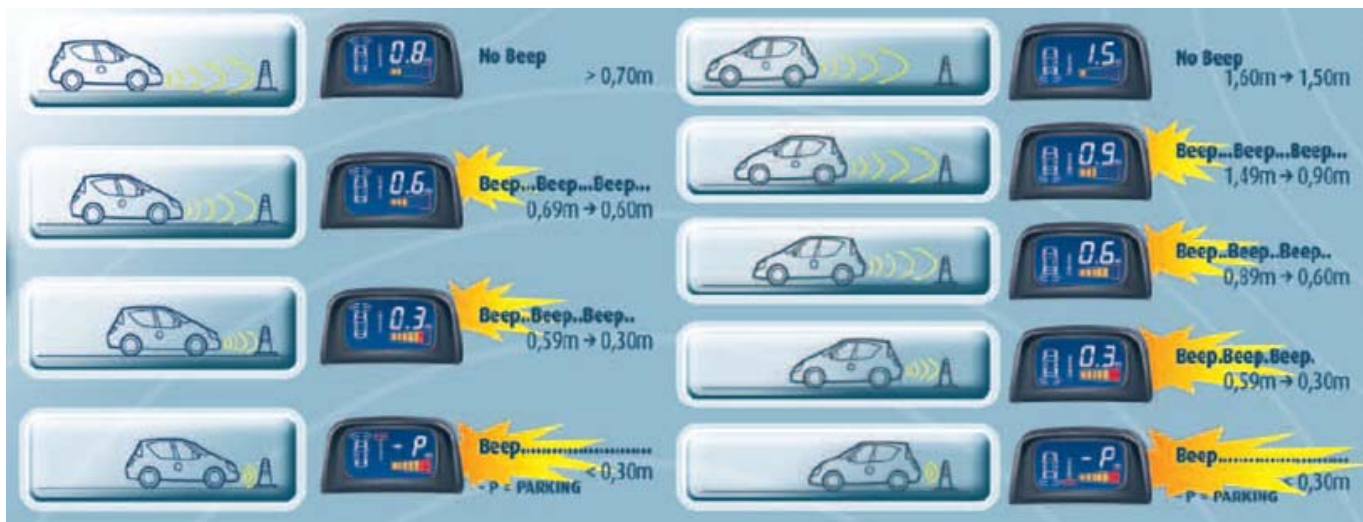 0.8
No Beep
> 0,70m
0.6
Beep...Beep...Beep...
0,69m → 0,60m
0.3
Beep..Beep..Beep..
0,59m → 0,30m
-P
Beep...................
< 0,30m
- P = PARKING
1.5
No Beep
1,60m → 1,50m
0.9
Beep...Beep...Beep...
1,49m → 0,90m
0.6
Beep..Beep..Beep..
0,89m → 0,60m
0.3
Beep.Beep.Beep.
0,59m → 0,30m
-P
Beep...................
< 0,30m
- P = PARKING